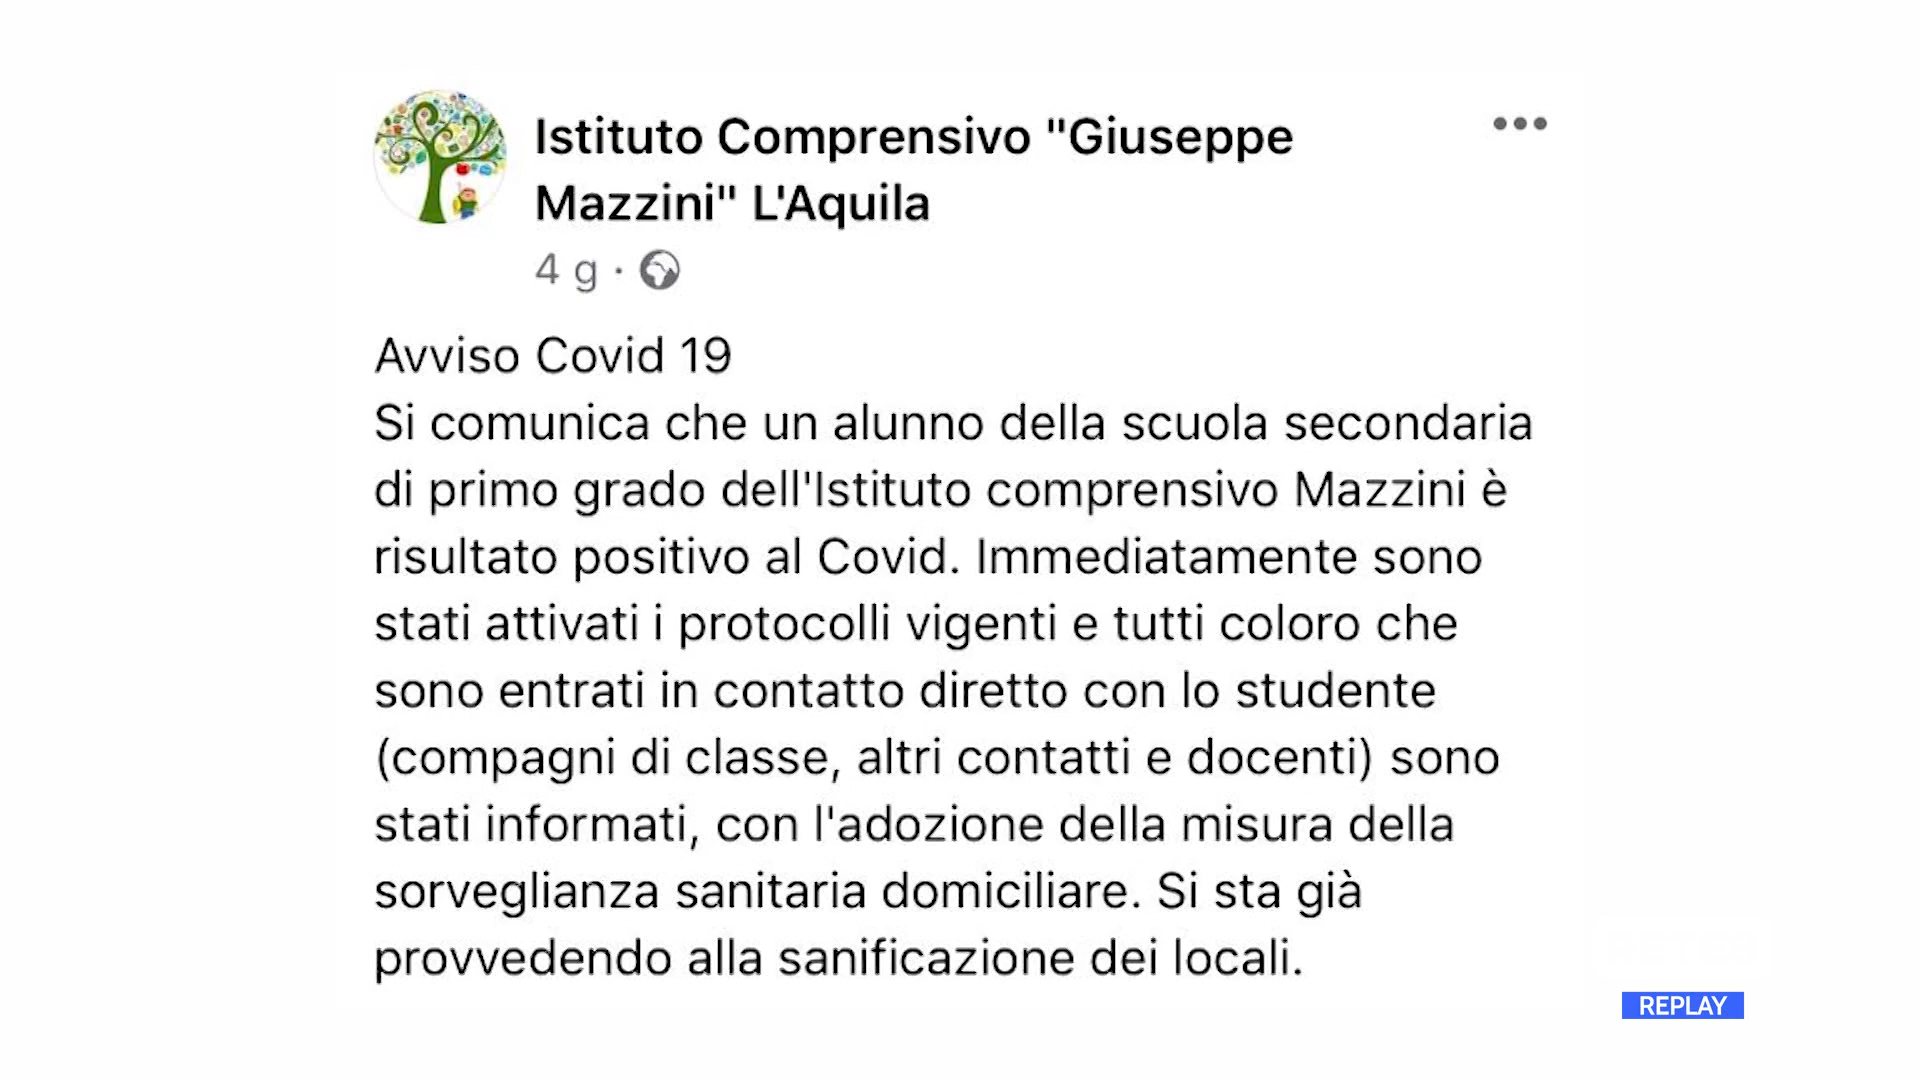 Istituto Comprensivo "Giuseppe
Mazzini" L'Aquila
4 g ·
Avviso Covid 19
Si comunica che un alunno della scuola secondaria
di primo grado dell'Istituto comprensivo Mazzini è
risultato positivo al Covid. Immediatamente sono
stati attivati i protocolli vigenti e tutti coloro che
sono entrati in contatto diretto con lo studente
(compagni di classe, altri contatti e docenti) sono
stati informati, con l'adozione della misura della
sorveglianza sanitaria domiciliare. Si sta già
provvedendo alla sanificazione dei locali.
REPLAY